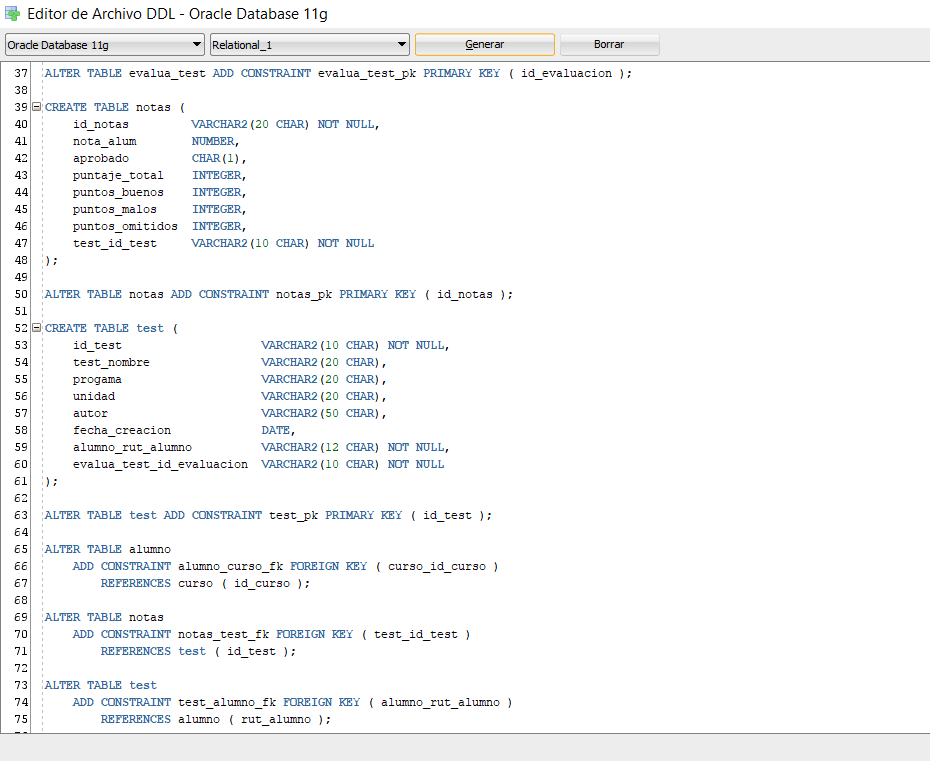 Editor de Archivo DDL - Oracle Database 11g
Oracle Database 11g Relational_1 Generar Borrar
37 ALTER TABLE evalua_test ADD CONSTRAINT evalua_test_pk PRIMARY KEY ( id_evaluacion );
38
39 CREATE TABLE notas (
40     id_notas         VARCHAR2(20 CHAR) NOT NULL,
41     nota_alum        NUMBER,
42     aprobado         CHAR(1),
43     puntaje_total    INTEGER,
44     puntos_buenos    INTEGER,
45     puntos_malos     INTEGER,
46     puntos_omitidos  INTEGER,
47     test_id_test     VARCHAR2(10 CHAR) NOT NULL
48 );
49
50 ALTER TABLE notas ADD CONSTRAINT notas_pk PRIMARY KEY ( id_notas );
51
52 CREATE TABLE test (
53     id_test                    VARCHAR2(10 CHAR) NOT NULL,
54     test_nombre                VARCHAR2(20 CHAR),
55     progama                    VARCHAR2(20 CHAR),
56     unidad                     VARCHAR2(20 CHAR),
57     autor                      VARCHAR2(50 CHAR),
58     fecha_creacion             DATE,
59     alumno_rut_alumno          VARCHAR2(12 CHAR) NOT NULL,
60     evalua_test_id_evaluacion  VARCHAR2(10 CHAR) NOT NULL
61 );
62
63 ALTER TABLE test ADD CONSTRAINT test_pk PRIMARY KEY ( id_test );
64
65 ALTER TABLE alumno
66     ADD CONSTRAINT alumno_curso_fk FOREIGN KEY ( curso_id_curso )
67         REFERENCES curso ( id_curso );
68
69 ALTER TABLE notas
70     ADD CONSTRAINT notas_test_fk FOREIGN KEY ( test_id_test )
71         REFERENCES test ( id_test );
72
73 ALTER TABLE test
74     ADD CONSTRAINT test_alumno_fk FOREIGN KEY ( alumno_rut_alumno )
75         REFERENCES alumno ( rut_alumno );